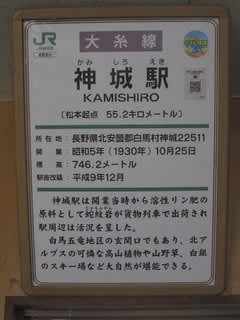 JR
大糸線
かみ しろ えき
神城駅
KAMISHIRO
〔松本起点 55.2キロメートル〕
所在地：長野県北安曇郡白馬村神城22511
開業：昭和5年（1930年）10月25日
標高：746.2メートル
駅舎改築：平成9年12月
神城駅は開業当時から溶性リン肥の
原料として蛇紋岩が貨物列車で出荷され
駅周辺は活況を呈した。
白馬五竜地区の玄関口でもあり、北ア
ルプスの可憐な高山植物や山野草、白銀
のスキー場など大自然が堪能できる。